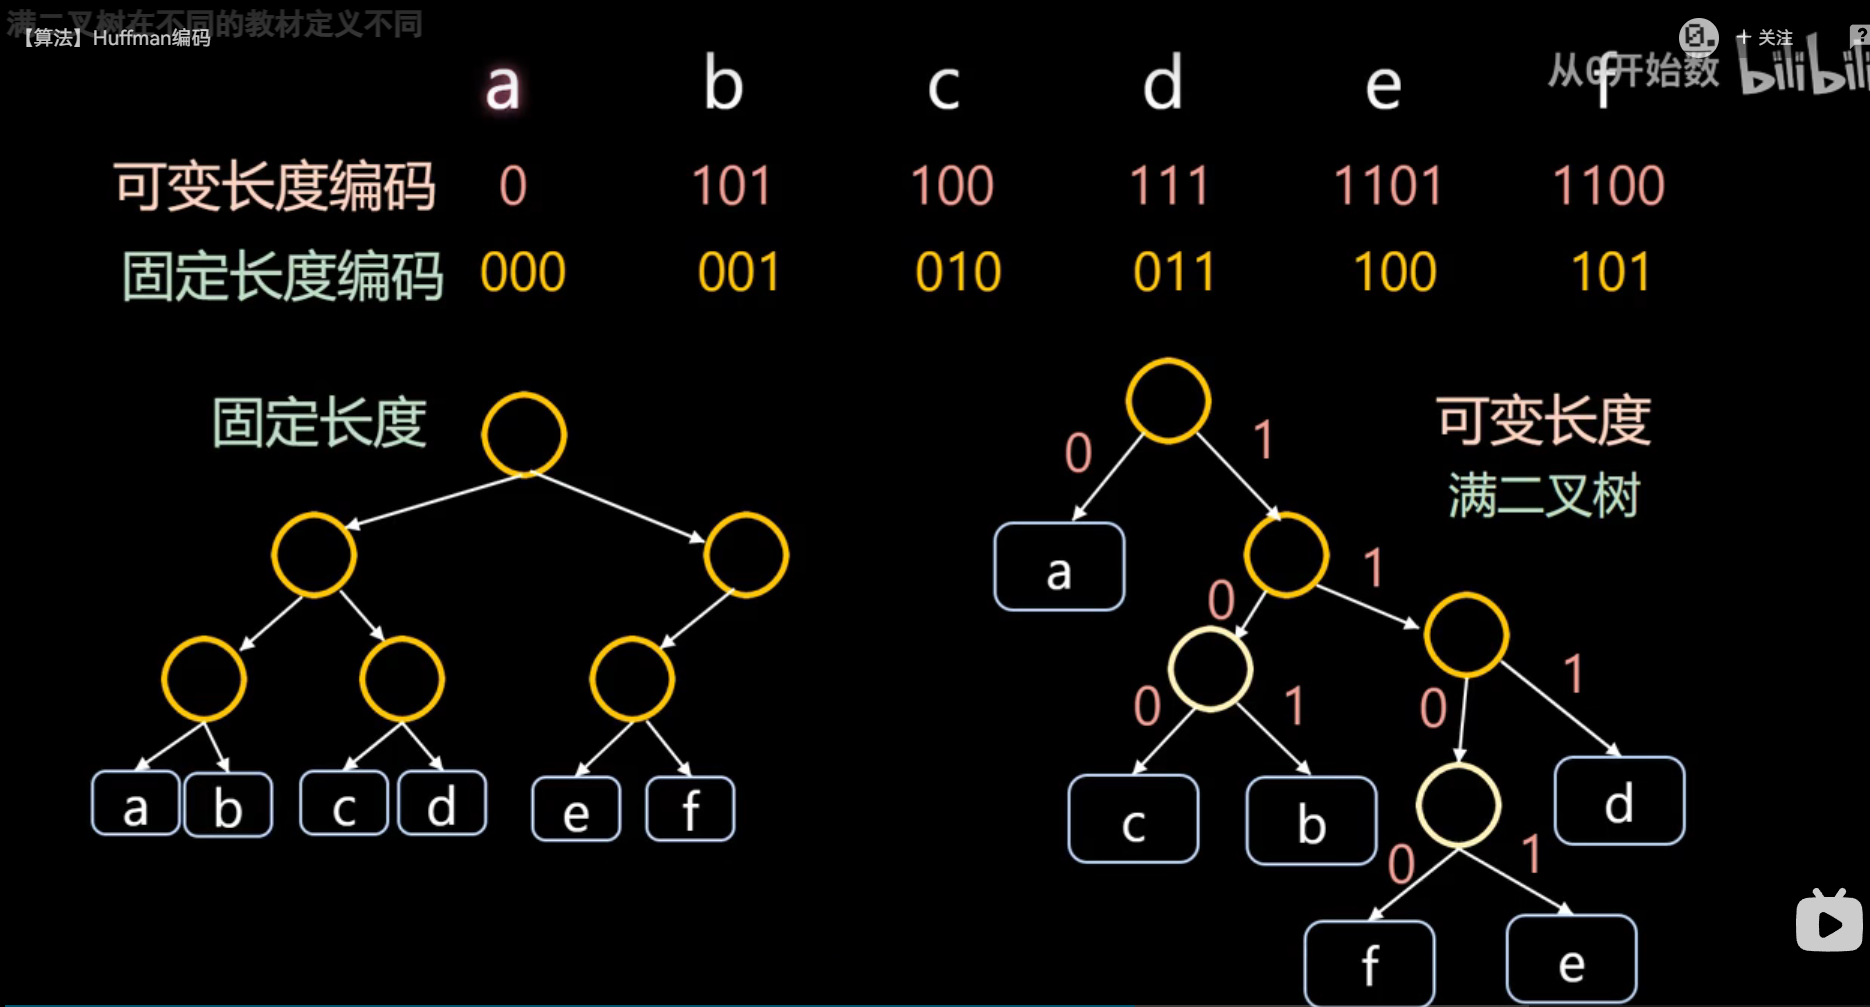 满二叉树在不同的教材定义不同
【算法】Huffman编码
+ 关注
从0开始数 bilibili
a b c d e f
可变长度编码 0 101 100 111 1101 1100
固定长度编码 000 001 010 011 100 101
固定长度
可变长度
满二叉树
0 1
a
0 1
0 1 0 1
a b c d e f
c b d
0 1
f e